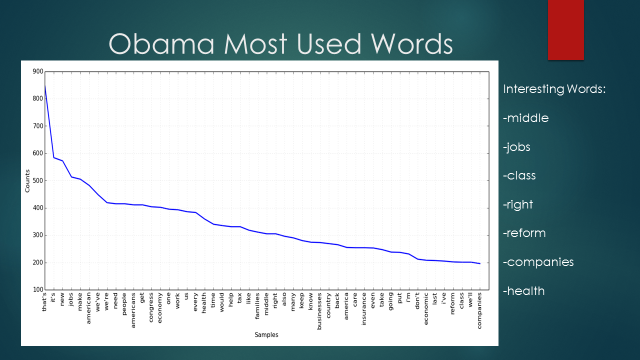 Obama Most Used Words
900
800
700
600
500
400
300
200
100
Counts
that's
it's
new
jobs
make
american
we've
we're
need
people
americans
get
congress
economy
one
work
us
every
health
time
would
help
tax
like
families
middle
right
also
many
keep
know
businesses
country
back
america
care
insurance
even
take
going
put
i'm
don't
economic
last
i've
reform
class
we'll
companies
Samples
Interesting Words:
-middle
-jobs
-class
-right
-reform
-companies
-health